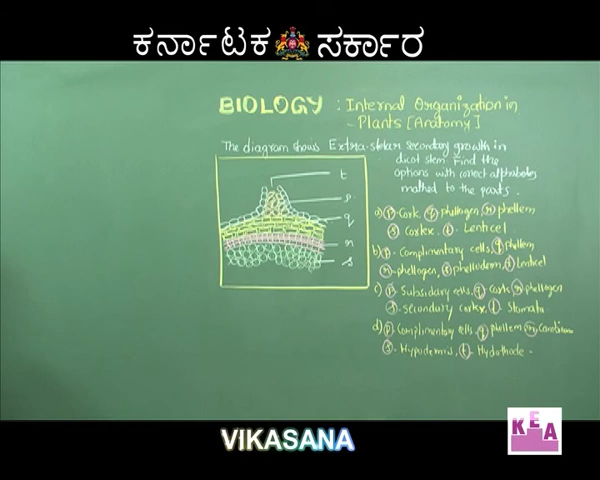 ಕರ್ನಾಟಕ ಸರ್ಕಾರ
BIOLOGY : Internal Organization in
- Plants [Anatomy]
The diagram shows Extra-stelar secondary growth in
dicot stem. Find the
options with correct alphabets
mathed to the parts.
t
p
q
r
s
a) p Cork, q phellogen r phellem
s Cortex, t - Lenticel
b) p - Complimentary cells, q phellem
r - phellogen, s phelloderm, t Lenticel
c) p Subsidary cells, q Cork r phellogen
s - secondary cortex, t - Stomata
d) p Complimentary cells, q phellem, r - Cambium
s - Hypodermis, t - Hydathode -
VIKASANA
KEA